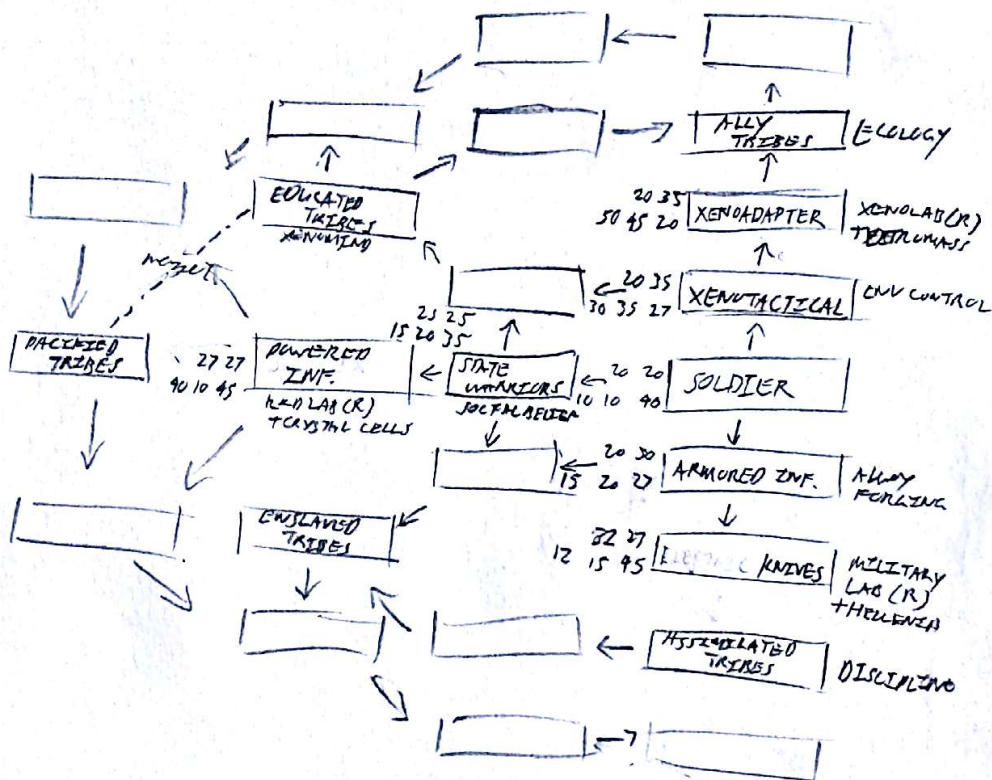 ALLY
TRIBES
ECOLOGY
20 35
50 45 20
XENOADAPTER
XENOLAB(R)
EDUCATED
TRIBES
XENOMIND
20 35
30 35 27
XENOTACTICAL
ENV CONTROL
PACIFIED
TRIBES
27 27
40 10 45
POWERED
INF.
LAB(R)
+CRYSTAL CELLS
25 25
15 20 35
STATE
WARRIORS
20 20
10 10 40
SOLDIER
20 30
15 20 27
ARMORED INF.
ALLOY
FORGING
ENSLAVED
TRIBES
32 27
12 15 45
KNIVES
MILITARY
LAB(R)
ASSIMILATED
TRIBES
DISCIPLINE